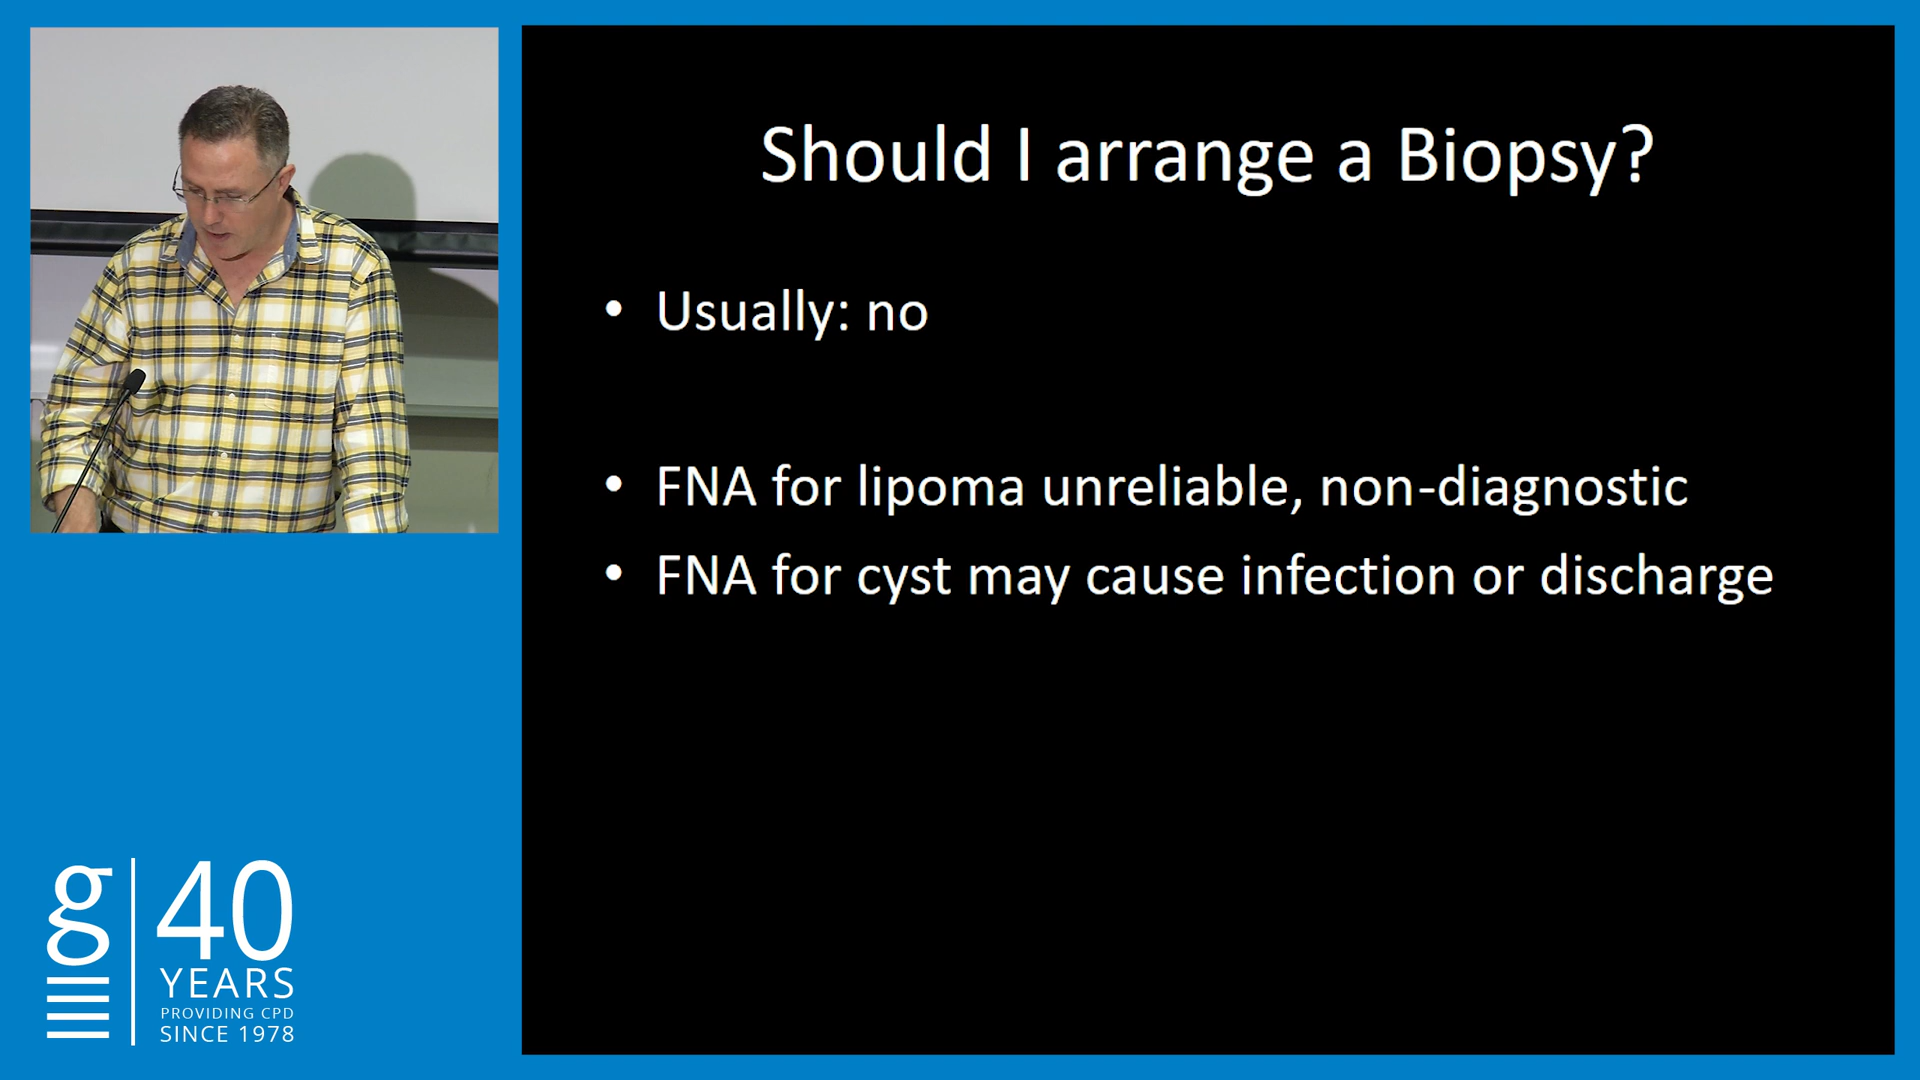 Should I arrange a Biopsy?
• Usually: no
• FNA for lipoma unreliable, non-diagnostic
• FNA for cyst may cause infection or discharge
g
40
YEARS
PROVIDING CPD
SINCE 1978